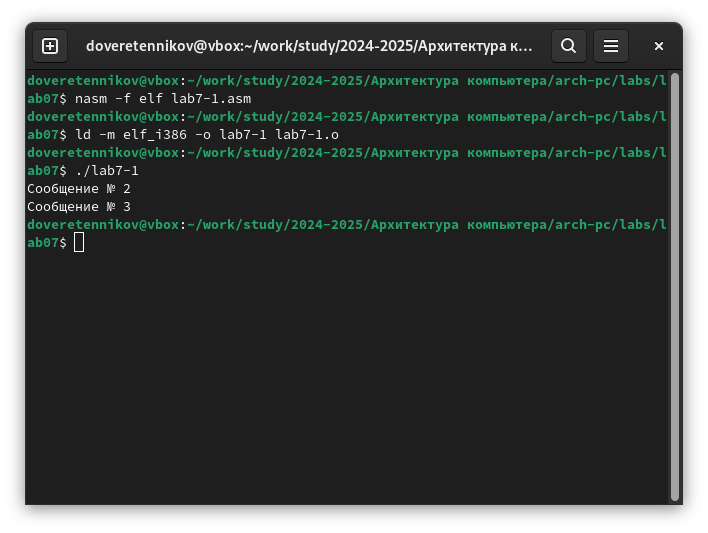 doveretennikov@vbox:~/work/study/2024-2025/Архитектура к...
doveretennikov@vbox:~/work/study/2024-2025/Архитектура компьютера/arch-pc/labs/l
ab07$ nasm -f elf lab7-1.asm
doveretennikov@vbox:~/work/study/2024-2025/Архитектура компьютера/arch-pc/labs/l
ab07$ ld -m elf_i386 -o lab7-1 lab7-1.o
doveretennikov@vbox:~/work/study/2024-2025/Архитектура компьютера/arch-pc/labs/l
ab07$ ./lab7-1
Сообщение № 2
Сообщение № 3
doveretennikov@vbox:~/work/study/2024-2025/Архитектура компьютера/arch-pc/labs/l
ab07$